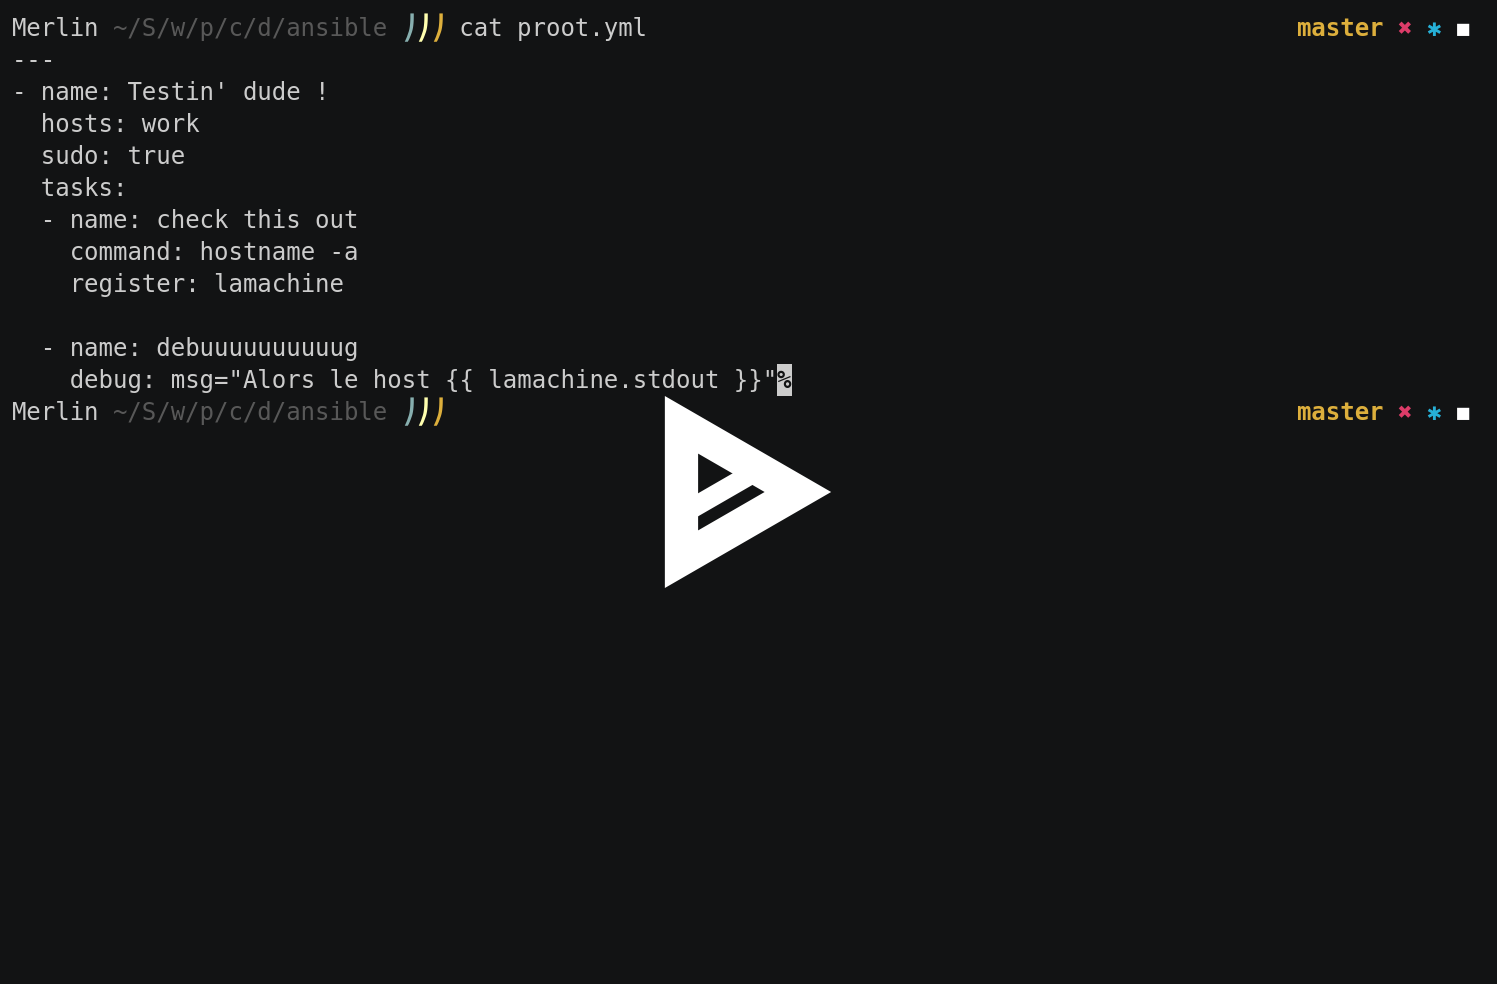 Merlin ~/S/w/p/c/d/ansible ))) cat proot.yml master ✖ ✱ ◼
---
- name: Testin' dude !
  hosts: work
  sudo: true
  tasks:
  - name: check this out
    command: hostname -a
    register: lamachine

  - name: debuuuuuuuuuug
    debug: msg="Alors le host {{ lamachine.stdout }}"%
Merlin ~/S/w/p/c/d/ansible ))) master ✖ ✱ ◼